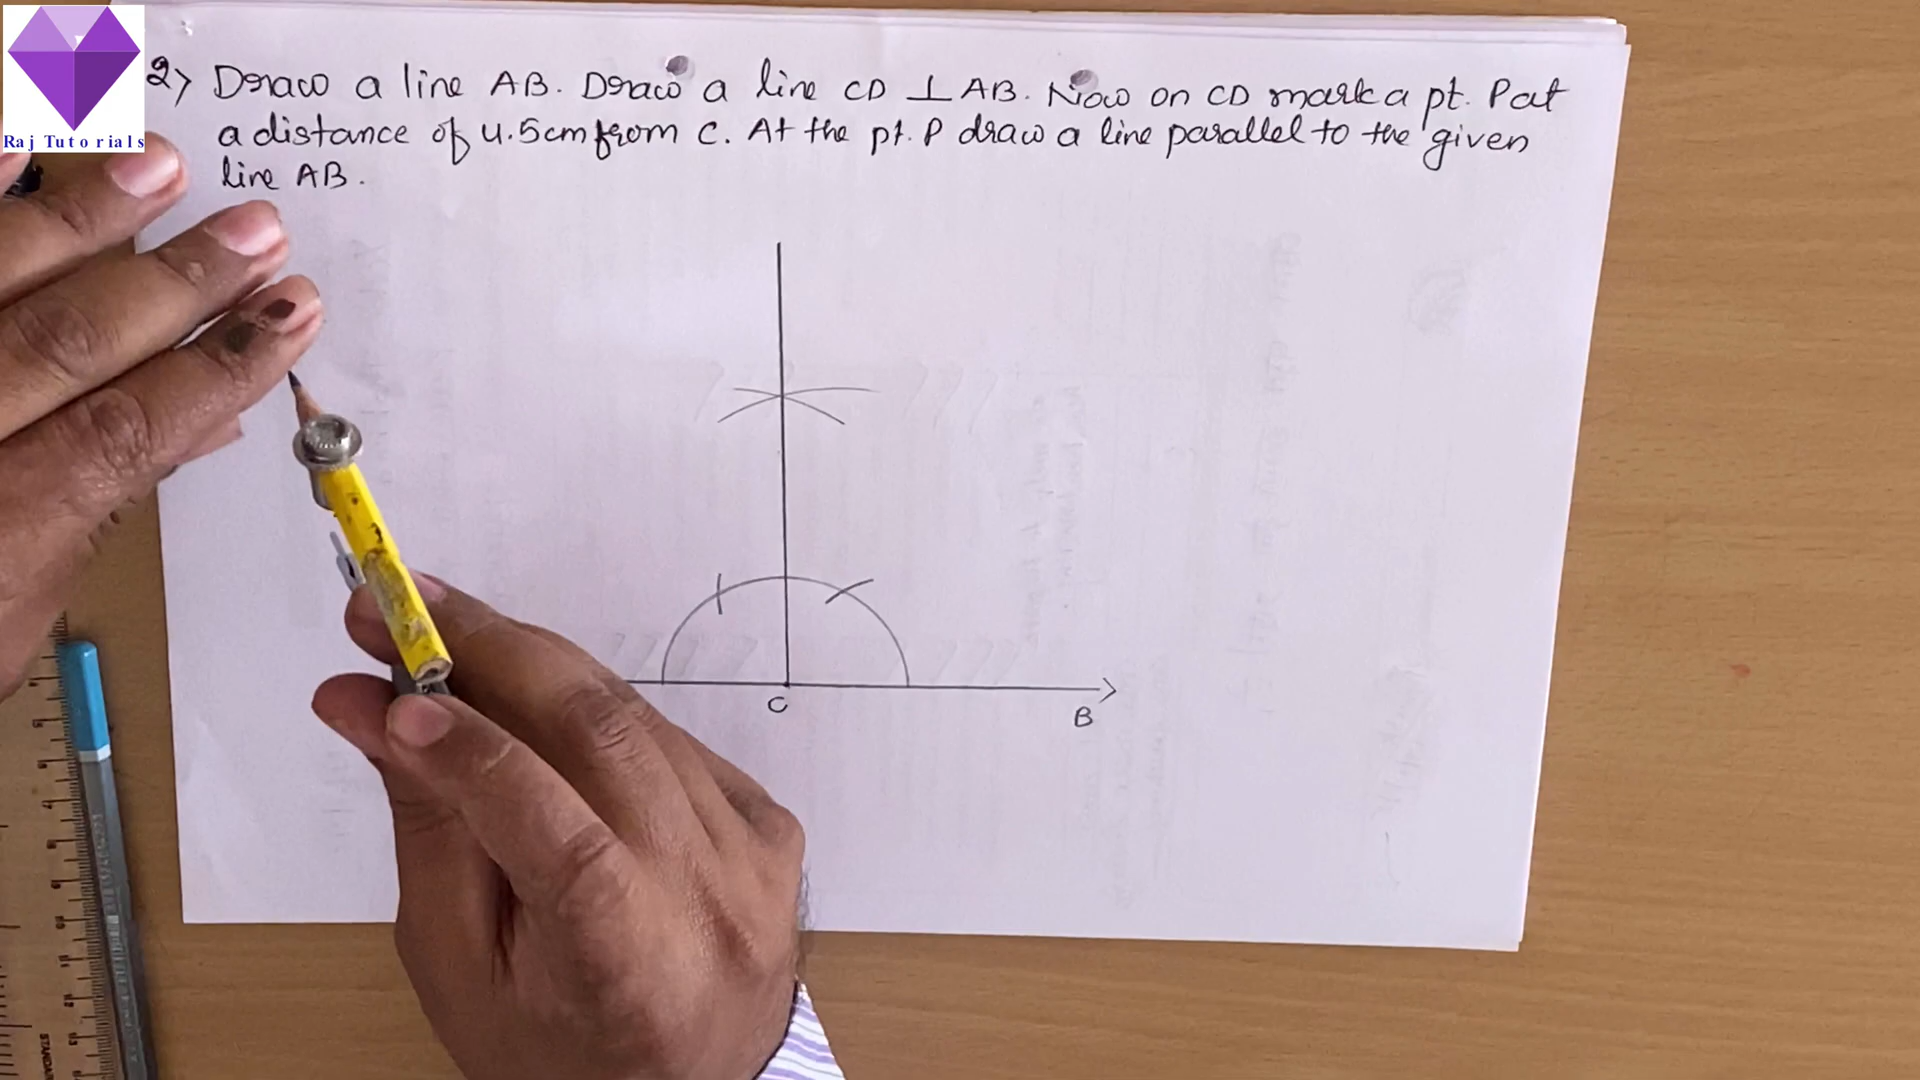 2) Draw a line AB. Draw a line CD ⊥ AB. Now on CD mark a pt. P at
a distance of 4.5cm from C. At the pt. P draw a line parallel to the given
line AB.
Raj Tutorials
C
B